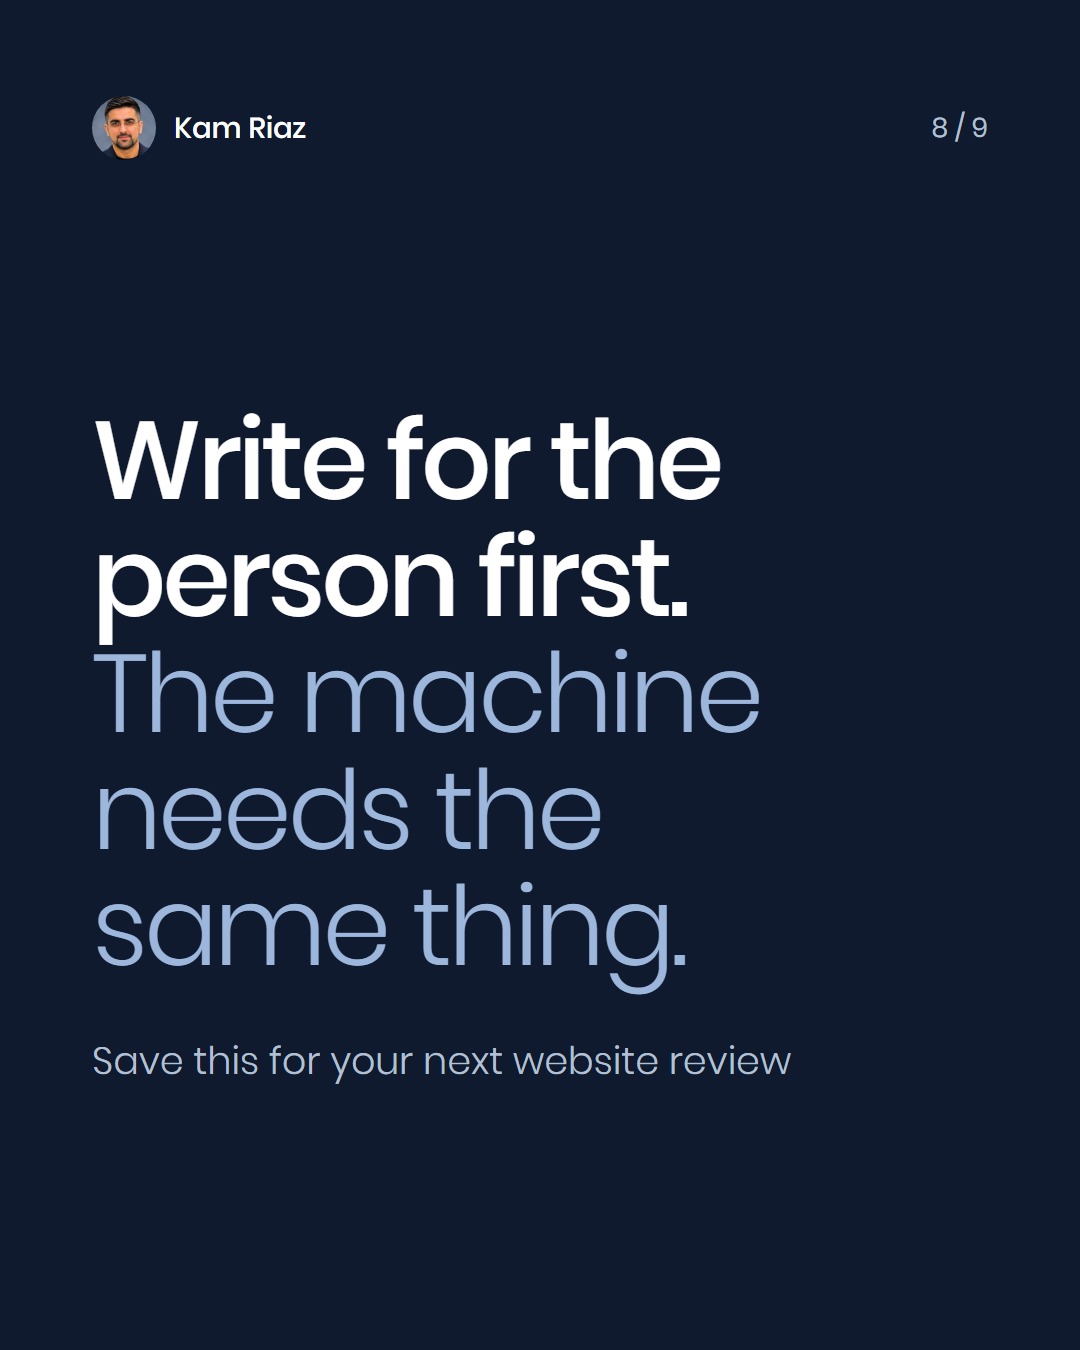 Kam Riaz
8 / 9
Write for the
person first.
The machine
needs the
same thing.
Save this for your next website review